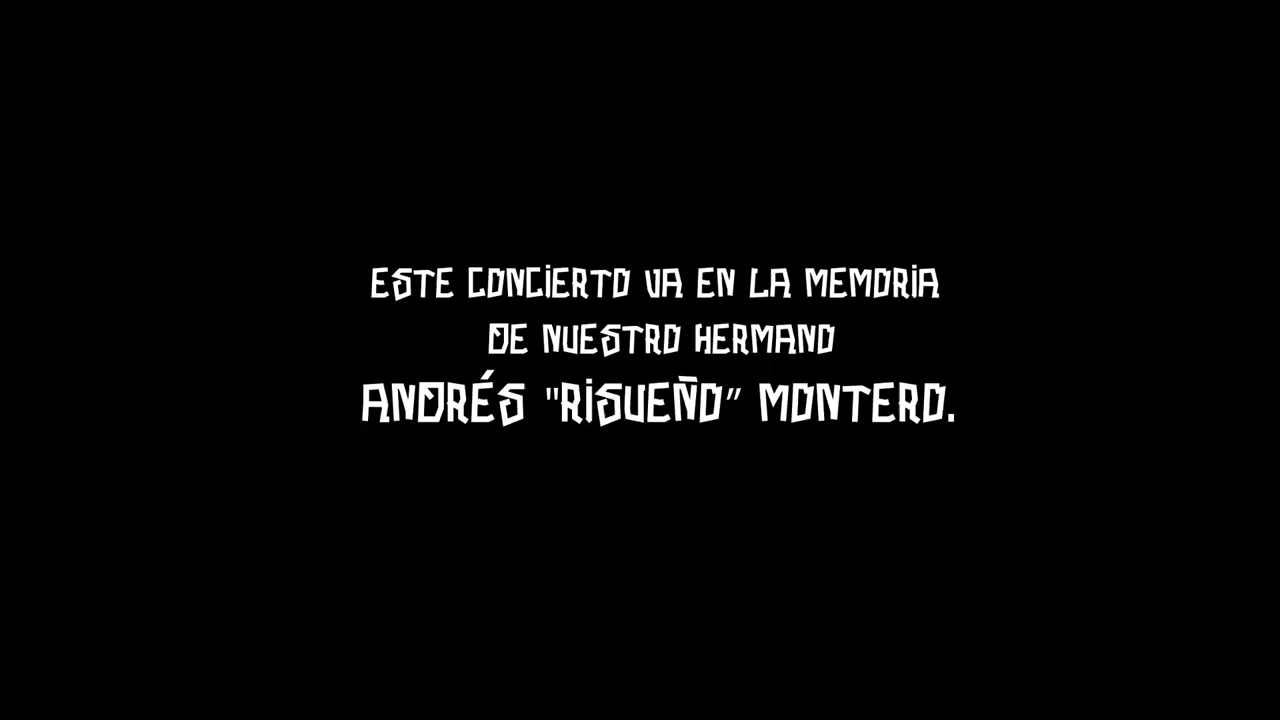 ESTE CONCIERTO VA EN LA MEMORIA
DE NUESTRO HERMANO
ANDRÉS "RISUEÑO" MONTERO.